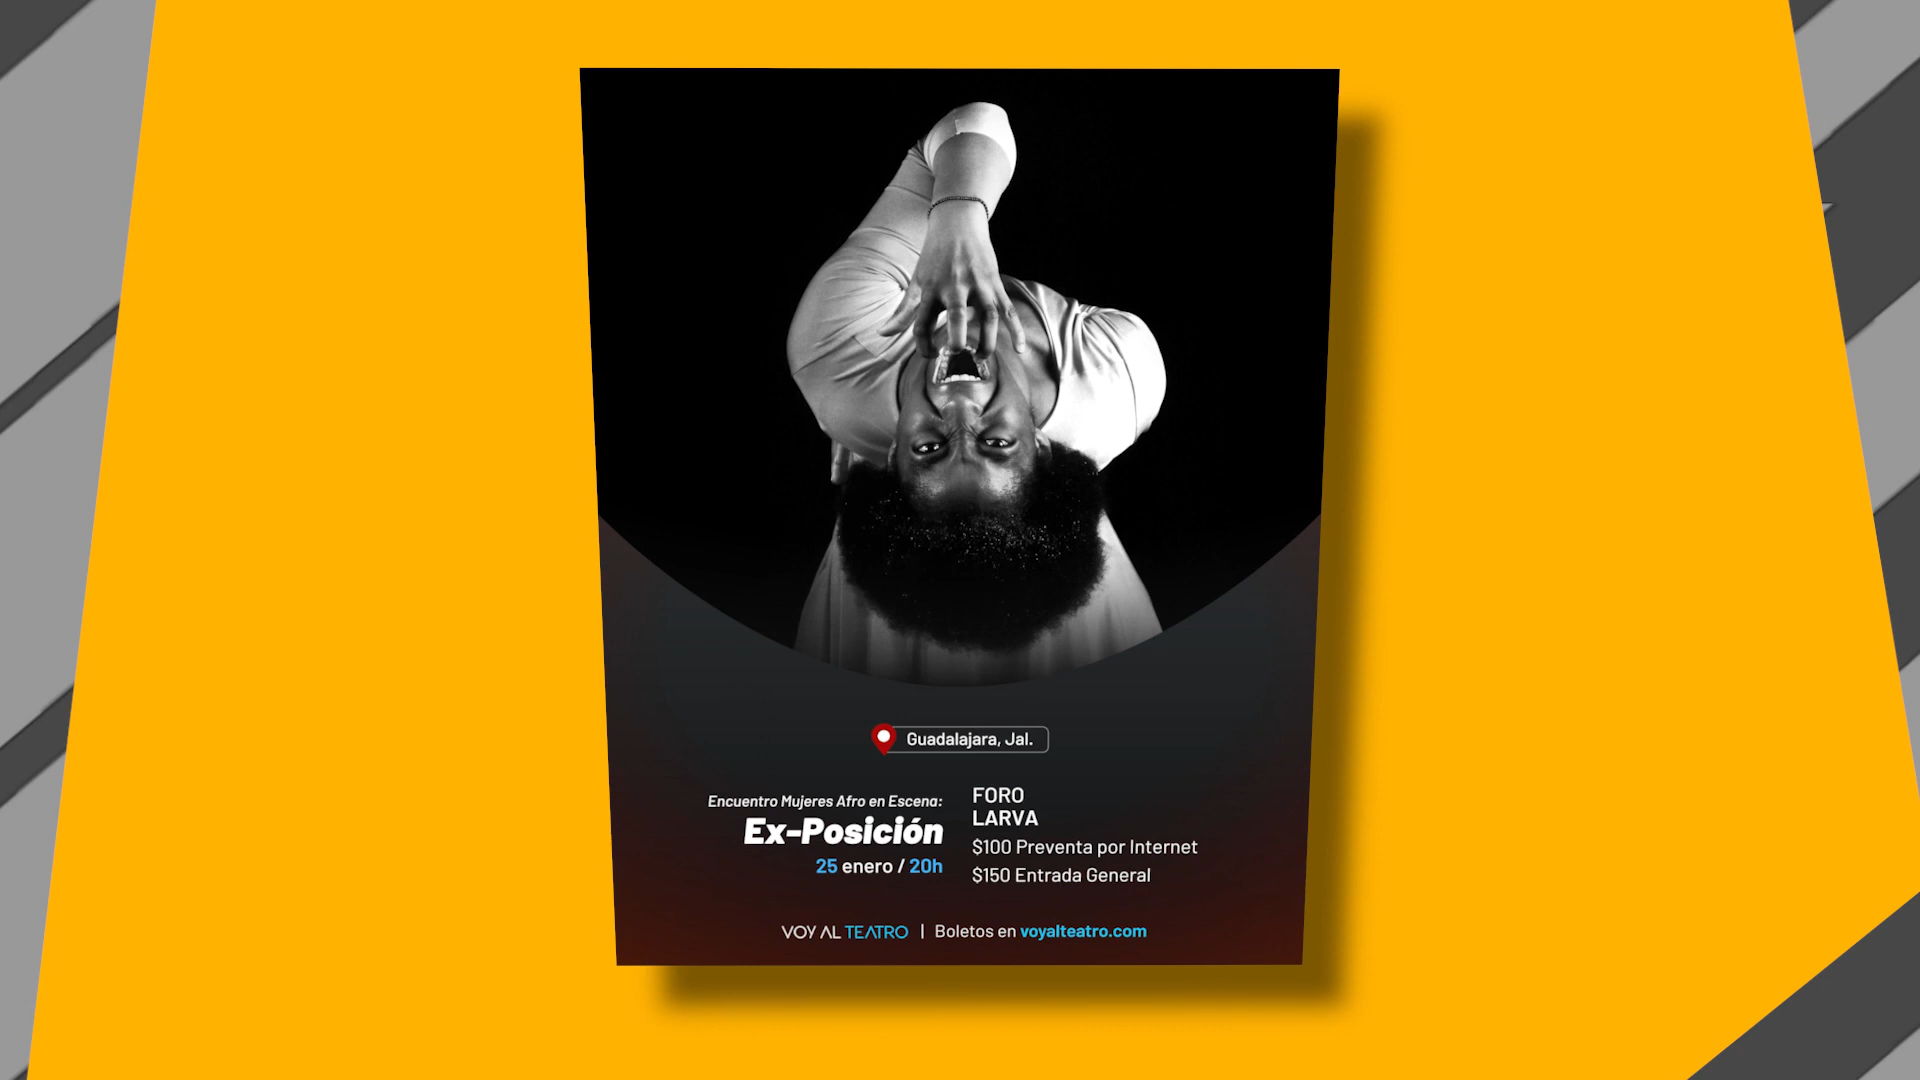 Guadalajara, Jal.
Encuentro Mujeres Afro en Escena:
Ex-Posición
25 enero / 20h
FORO
LARVA
$100 Preventa por Internet
$150 Entrada General
VOY AL TEATRO | Boletos en voyalteatro.com